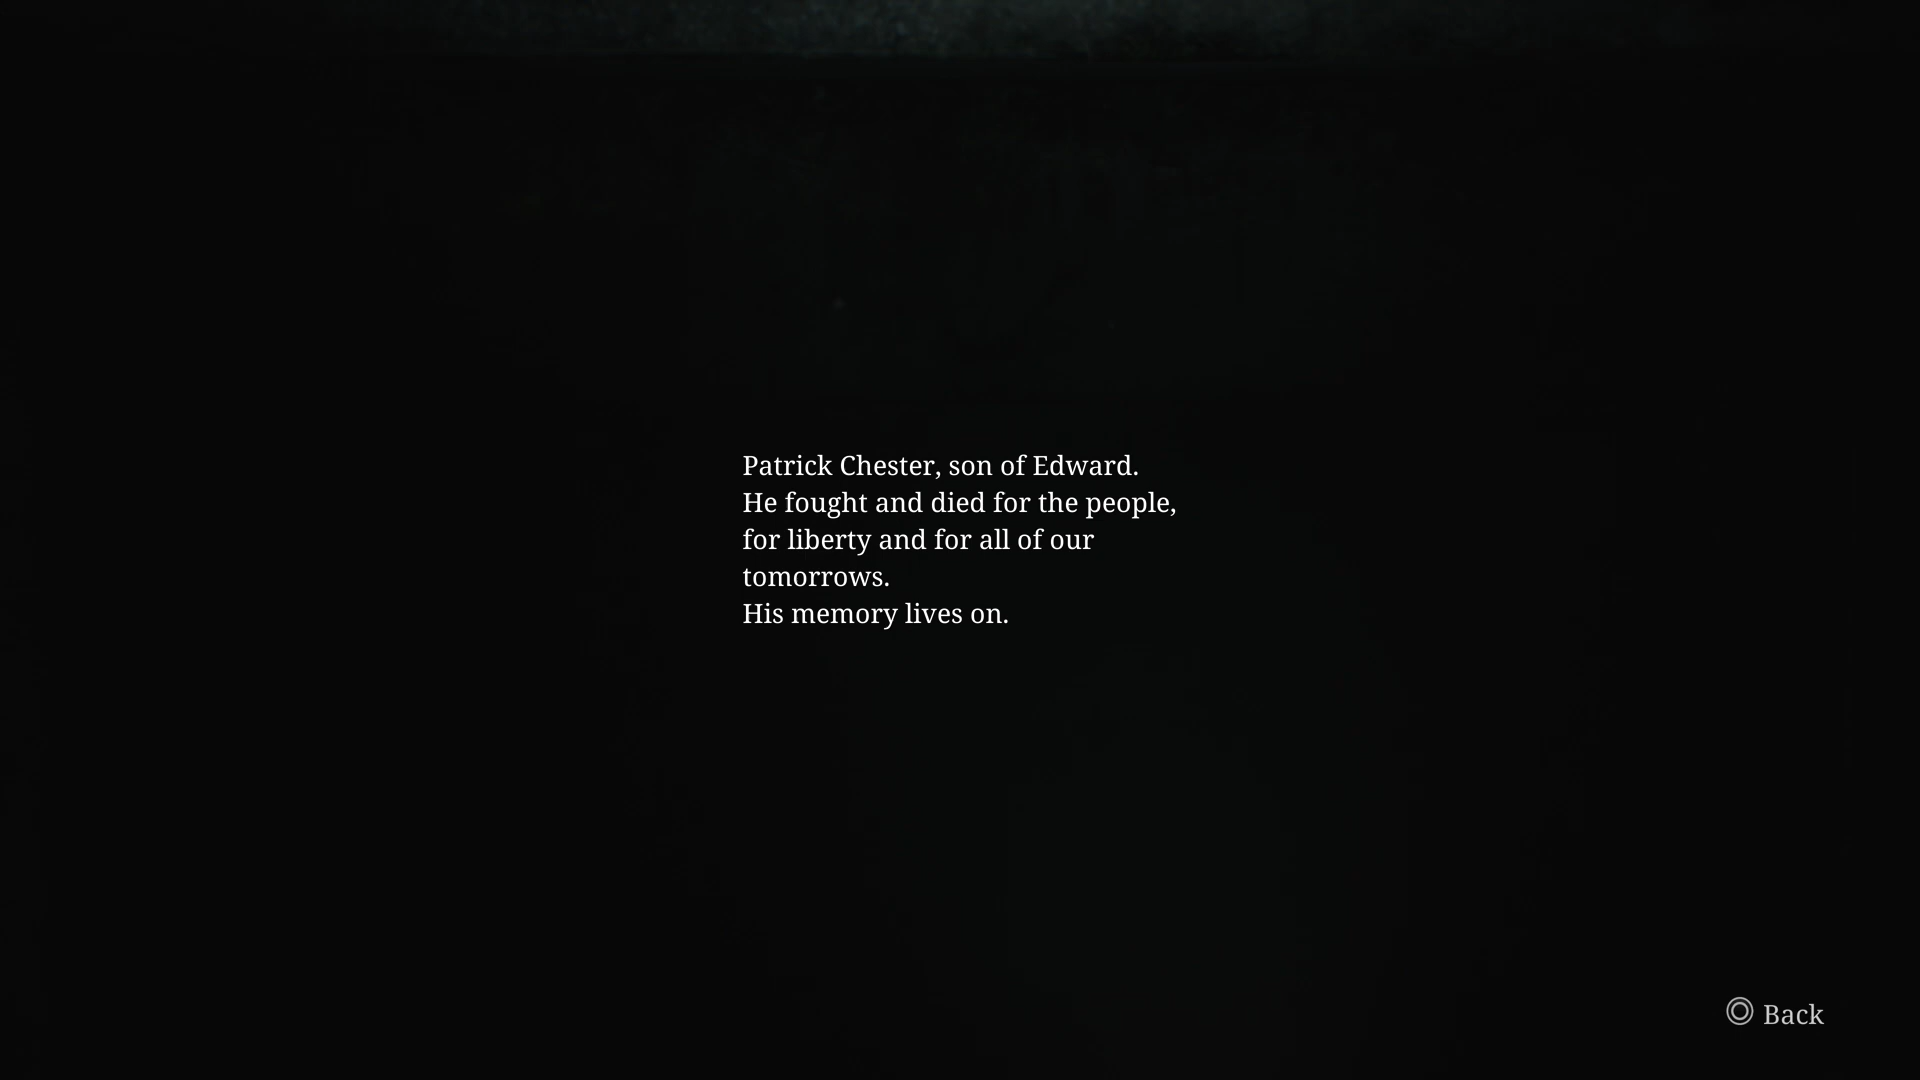 Patrick Chester, son of Edward.
He fought and died for the people,
for liberty and for all of our
tomorrows.
His memory lives on.
Back